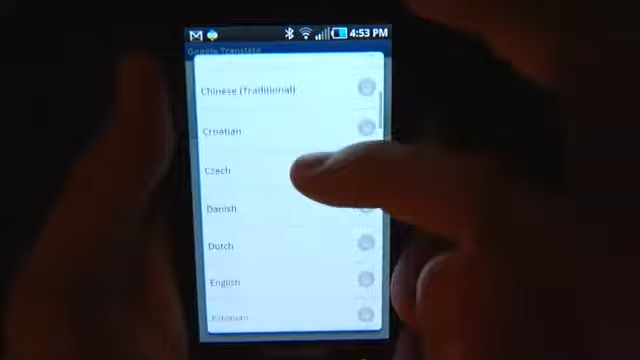 4:53 PM
Google Translate
Chinese (Traditional)
Croatian
Czech
Danish
Dutch
English
Estonian